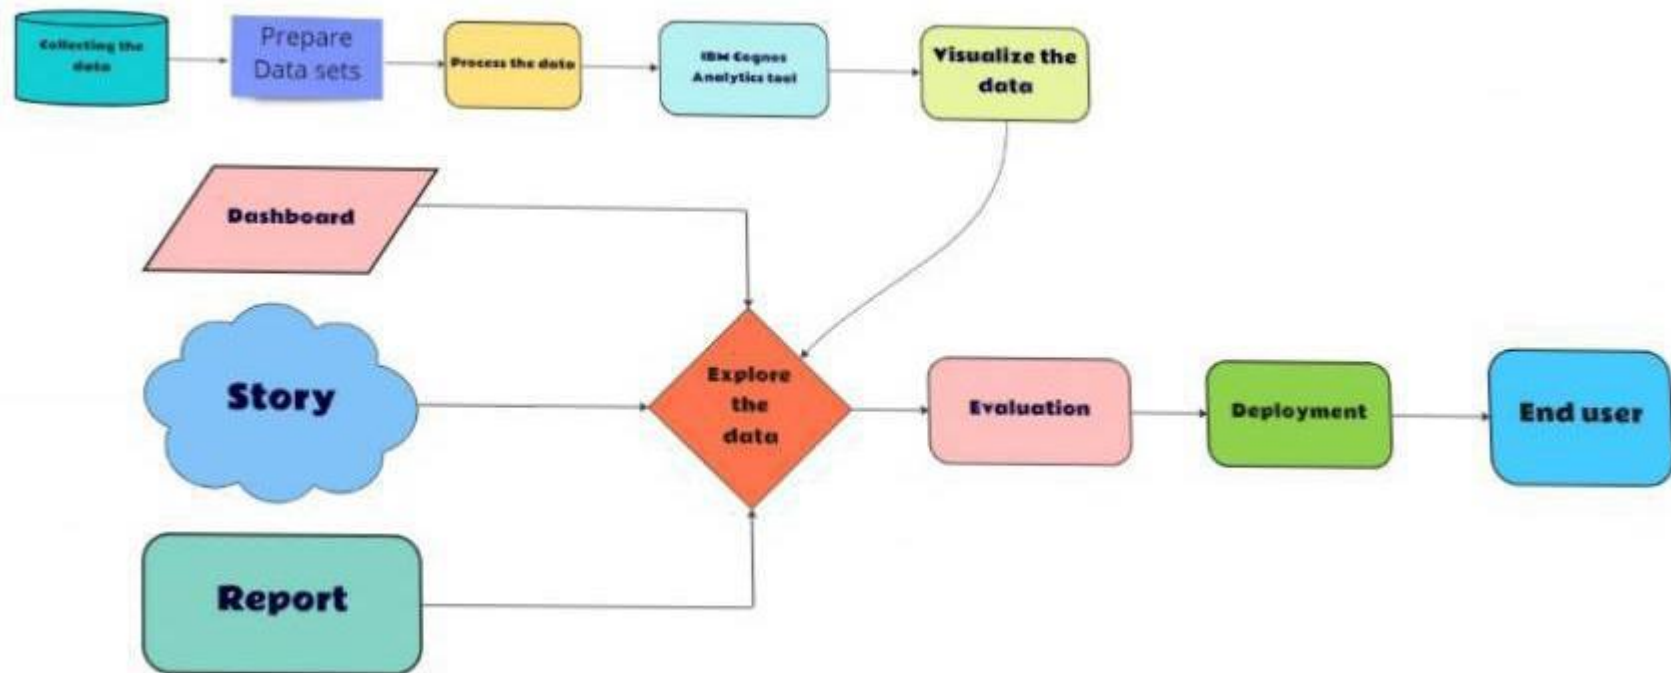 Collecting the
data
Prepare
Data sets
Process the data
IBM Cognos
Analytics tool
Visualize the
data
Dashboard
Story
Explore
the
data
Evaluation
Deployment
End user
Report